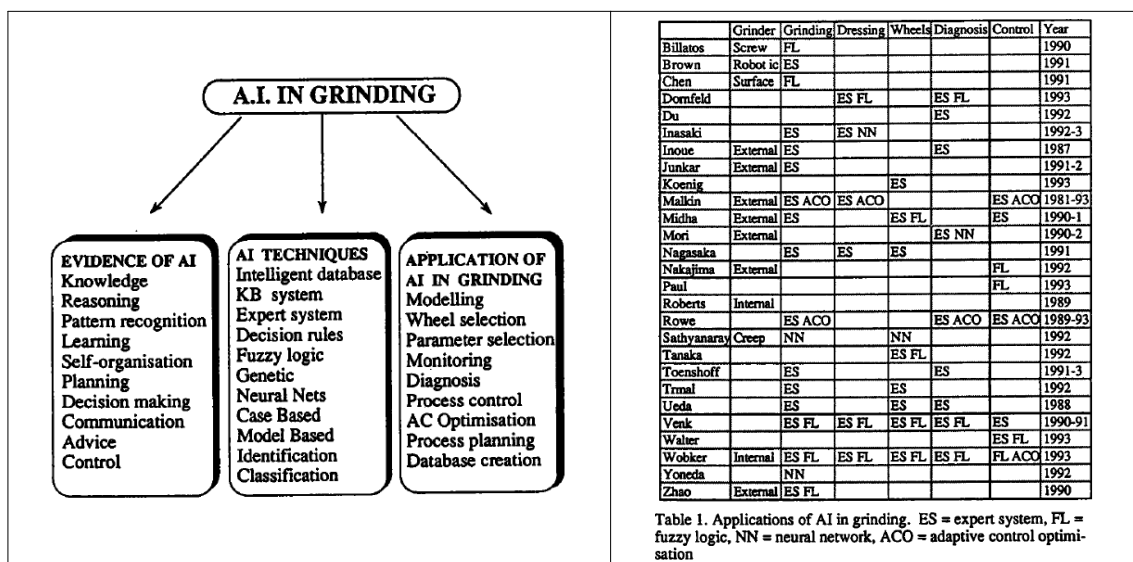 A.I. IN GRINDING
EVIDENCE OF AI
Knowledge
Reasoning
Pattern recognition
Learning
Self-organisation
Planning
Decision making
Communication
Advice
Control
AI TECHNIQUES
Intelligent database
KB system
Expert system
Decision rules
Fuzzy logic
Genetic
Neural Nets
Case Based
Model Based
Identification
Classification
APPLICATION OF
AI IN GRINDING
Modelling
Wheel selection
Parameter selection
Monitoring
Diagnosis
Process control
AC Optimisation
Process planning
Database creation
Grinder Grinding Dressing Wheels Diagnosis Control Year
Billatos Screw FL 1990
Brown Robot ic ES 1991
Chen Surface FL 1991
Dornfeld ES FL ES FL 1993
Du ES 1992
Inasaki ES ES NN 1992-3
Inoue External ES ES 1987
Junkar External ES 1991-2
Koenig ES 1993
Malkin External ES ACO ES ACO ES ACO 1981-93
Midha External ES ES FL ES 1990-1
Mori External ES NN 1990-2
Nagasaka ES ES ES 1991
Nakajima External FL 1992
Paul FL 1993
Roberts Internal 1989
Rowe ES ACO ES ACO ES ACO 1989-93
Sathyanaray Creep NN NN 1992
Tanaka ES FL 1992
Toenshoff ES ES 1991-3
Trmal ES ES 1992
Ueda ES ES ES 1988
Venk ES FL ES FL ES FL ES FL ES 1990-91
Walter ES FL 1993
Wobker Internal ES FL ES FL ES FL ES FL FL ACO 1993
Yoneda NN 1992
Zhao External ES FL 1990
Table 1. Applications of AI in grinding. ES = expert system, FL =
fuzzy logic, NN = neural network, ACO = adaptive control optimi-
sation